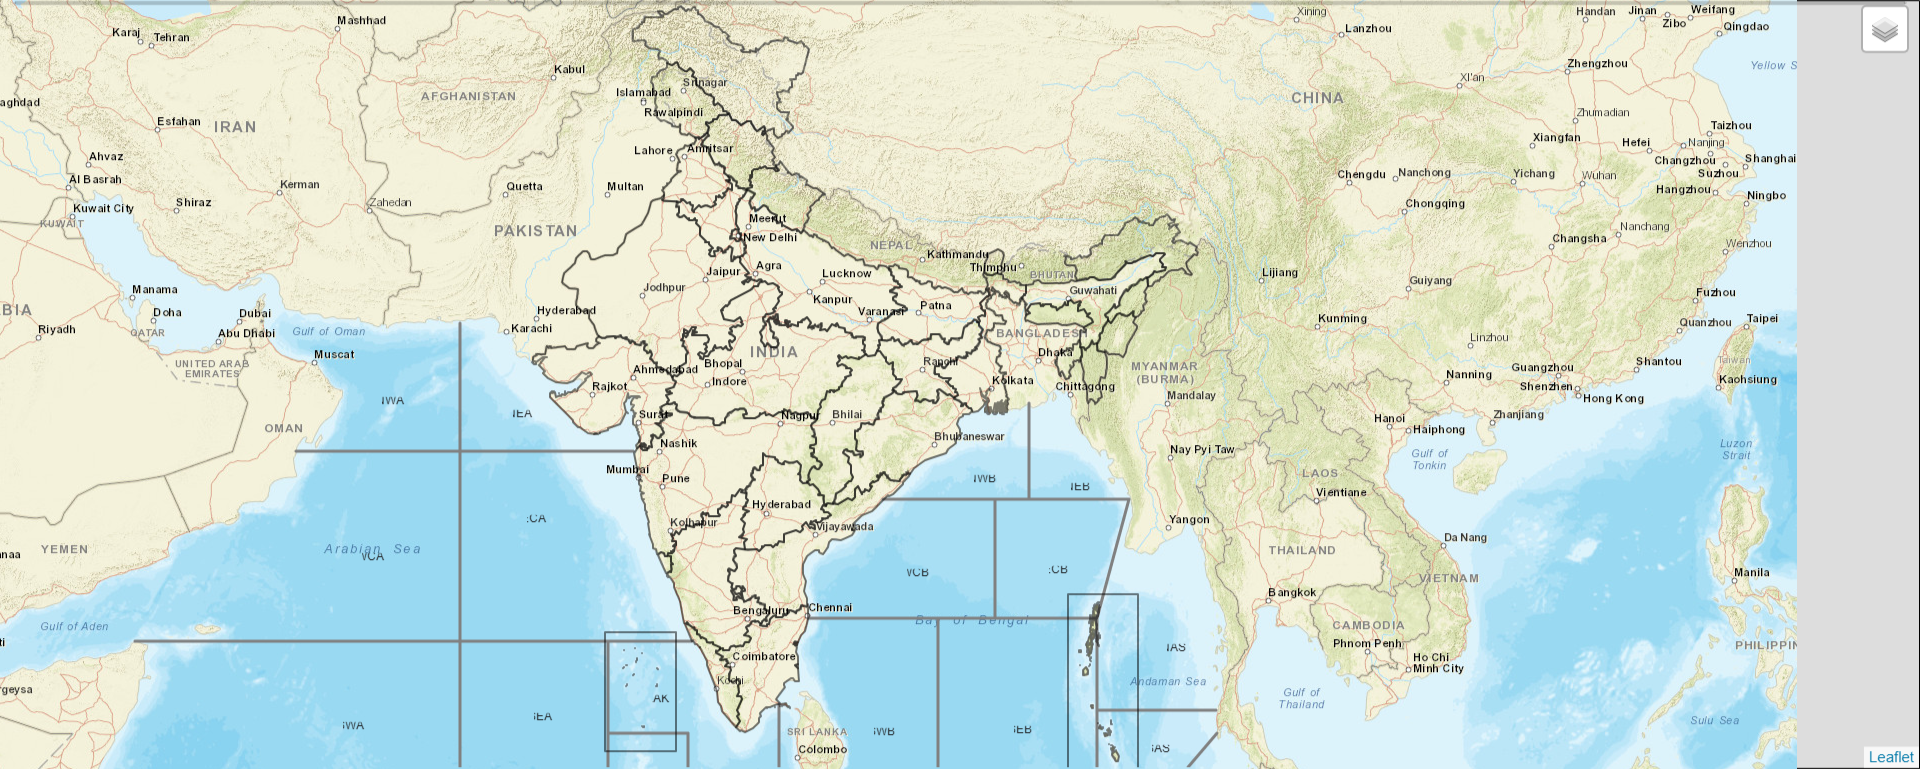 Mashhad
Karaj
Tehran
Kabul
AFGHANISTAN
Islamabad
Srinagar
Rawalpindi
Xining
Lanzhou
Handan
Jinan
Zibo
Weifang
Qingdao
Zhengzhou
Yellow S
Xi'an
CHINA
aghdad
Esfahan
IRAN
Zhumadian
Xiangfan
Hefei
Taizhou
Nanjing
Changzhou
Shanghai
Suzhou
Ahvaz
Lahore
Amritsar
Al Basrah
Kerman
Quetta
Multan
Chengdu
Nanchong
Yichang
Wuhan
Hangzhou
Ningbo
Kuwait City
KUWAIT
Shiraz
Zahedan
Meerut
Chongqing
PAKISTAN
New Delhi
NEPAL
Kathmandu
Thimphu
BHUTAN
Changsha
Nanchang
Wenzhou
Agra
Jaipur
Lucknow
Lijiang
Guiyang
Manama
Jodhpur
Kanpur
Guwahati
Fuzhou
BIA
Doha
Dubai
Hyderabad
Varanasi
Patna
Kunming
Quanzhou
Taipei
Riyadh
QATAR
Abu Dhabi
Gulf of Oman
Karachi
BANGLADESH
Linzhou
Muscat
INDIA
Dhaka
UNITED ARAB
EMIRATES
Ahmedabad
Bhopal
Ranchi
MYANMAR
(BURMA)
Nanning
Guangzhou
Shantou
Taiwan
Rajkot
Indore
Kolkata
Chittagong
Mandalay
Shenzhen
Hong Kong
Kaohsiung
IWA
IEA
OMAN
Surat
Nagpur
Bhilai
Hanoi
Haiphong
Zhanjiang
Nashik
Bhubaneswar
Nay Pyi Taw
Gulf of
Tonkin
Luzon
Strait
Mumbai
Pune
IWB
IEB
LAOS
Vientiane
Hyderabad
:CA
Kolhapur
Vijayawada
Yangon
naa
YEMEN
Arabian Sea
VCA
THAILAND
Da Nang
VCB
:CB
VIETNAM
Manila
Bangkok
Bengaluru
Chennai
Bay of Bengal
Gulf of Aden
CAMBODIA
ti
IAS
Phnom Penh
PHILIPPIN
Coimbatore
Ho Chi
Minh City
rgeysa
AK
Kochi
Andaman Sea
Gulf of
Thailand
IWA
IEA
SRI LANKA
IWB
IEB
Sulu Sea
Colombo
IAS
Leaflet